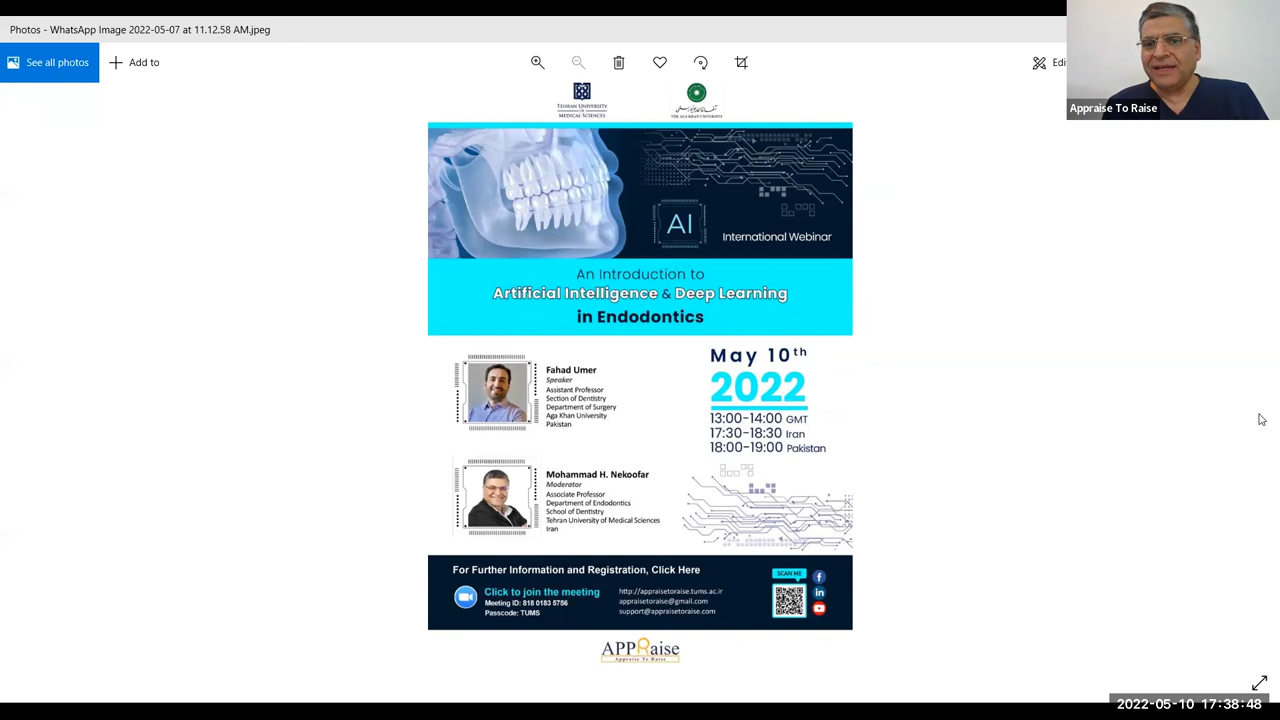 Photos - WhatsApp Image 2022-05-07 at 11.12.58 AM.jpeg
See all photos
Add to
Edi
Appraise To Raise
TEHRAN UNIVERSITY
OF
MEDICAL SCIENCES
THE AGA KHAN UNIVERSITY
AI
International Webinar
An Introduction to
Artificial Intelligence & Deep Learning
in Endodontics
Fahad Umer
Speaker
Assistant Professor
Section of Dentistry
Department of Surgery
Aga Khan University
Pakistan
May 10th
2022
13:00-14:00 GMT
17:30-18:30 Iran
18:00-19:00 Pakistan
Mohammad H. Nekoofar
Moderator
Associate Professor
Department of Endodontics
School of Dentistry
Tehran University of Medical Sciences
Iran
For Further Information and Registration, Click Here
Click to join the meeting
Meeting ID: 818 0183 5756
Passcode: TUMS
http://appraisetoraise.tums.ac.ir
appraisetoraise@gmail.com
support@appraisetoraise.com
SCAN ME
APPRaise
Appraise To Raise
2022-05-10 17:38:48